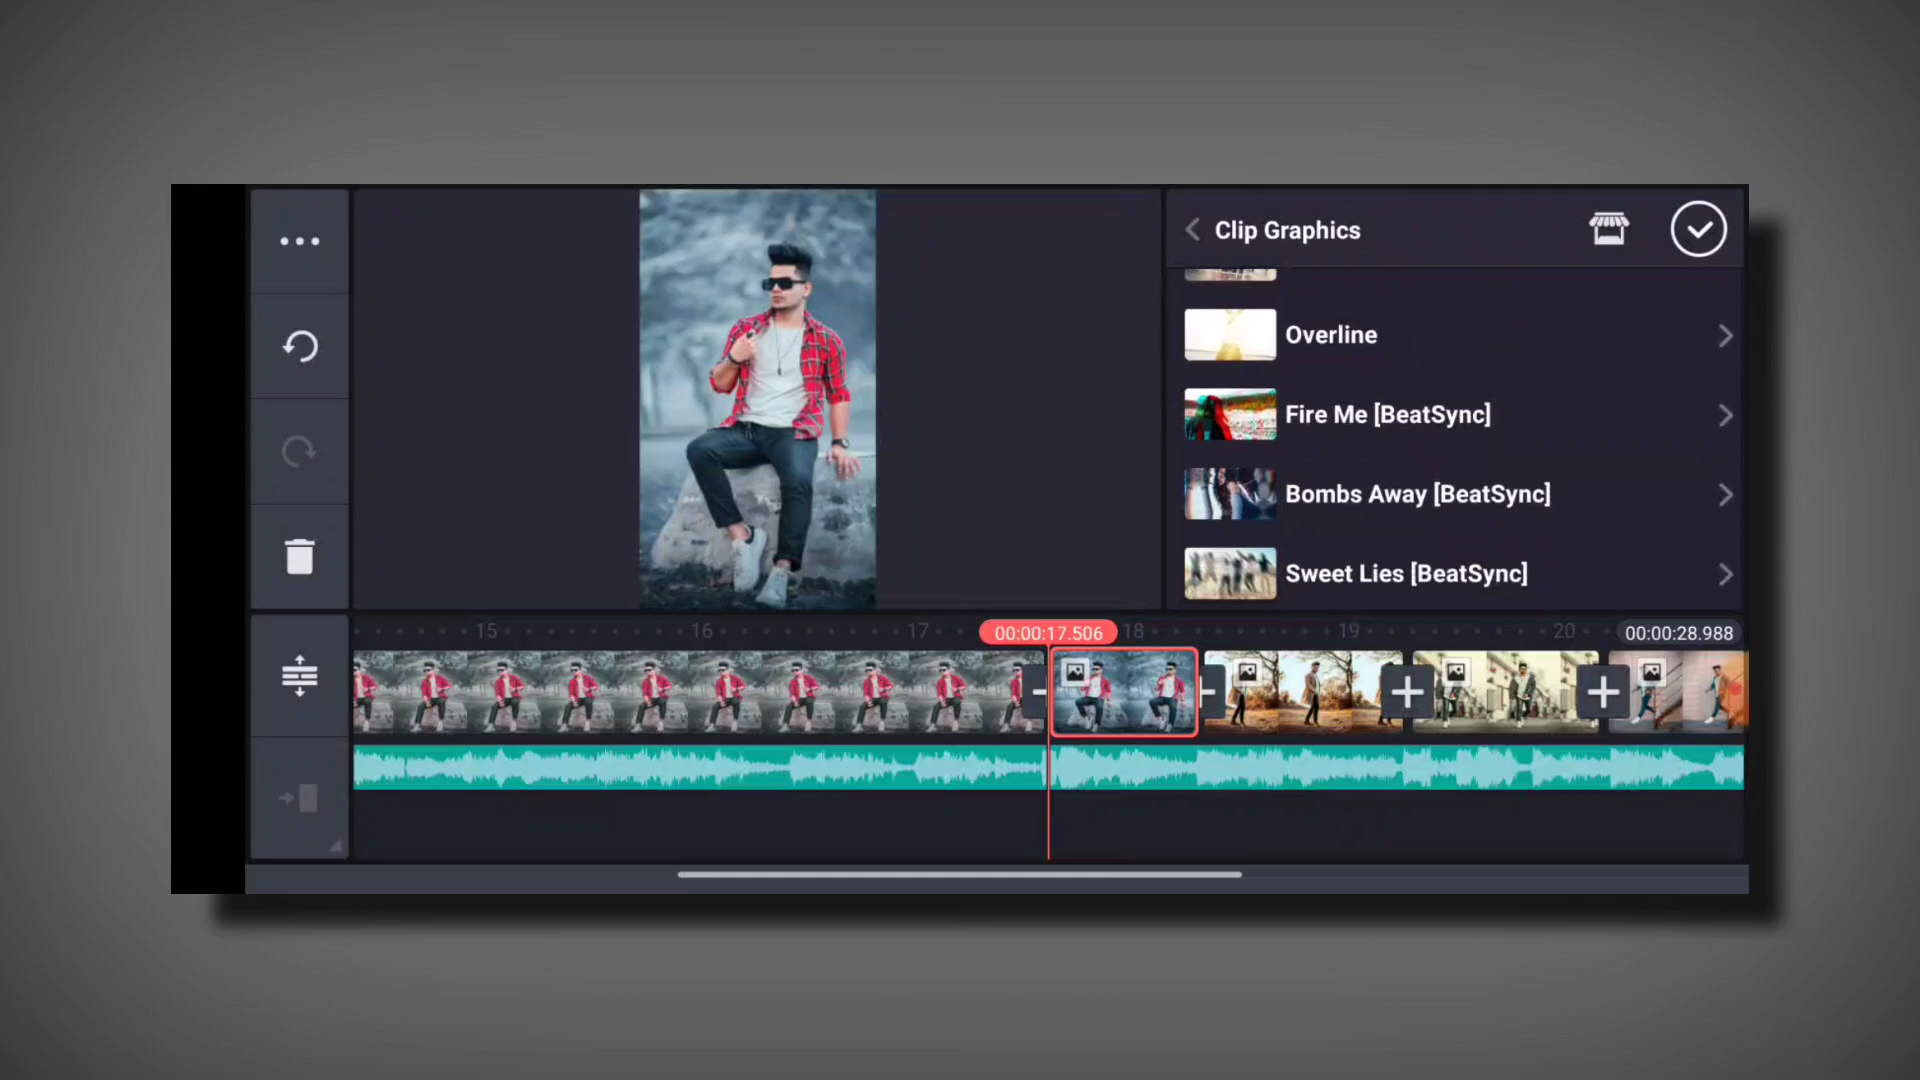 Clip Graphics
Overline
Fire Me [BeatSync]
Bombs Away [BeatSync]
Sweet Lies [BeatSync]
15
16
17
00:00:17.506
18
19
20
00:00:28.988